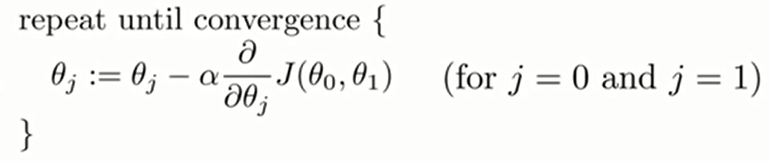 repeat until convergence {
θ_j := θ_j − α ∂/∂θ_j J(θ_0, θ_1) (for j = 0 and j = 1)
}